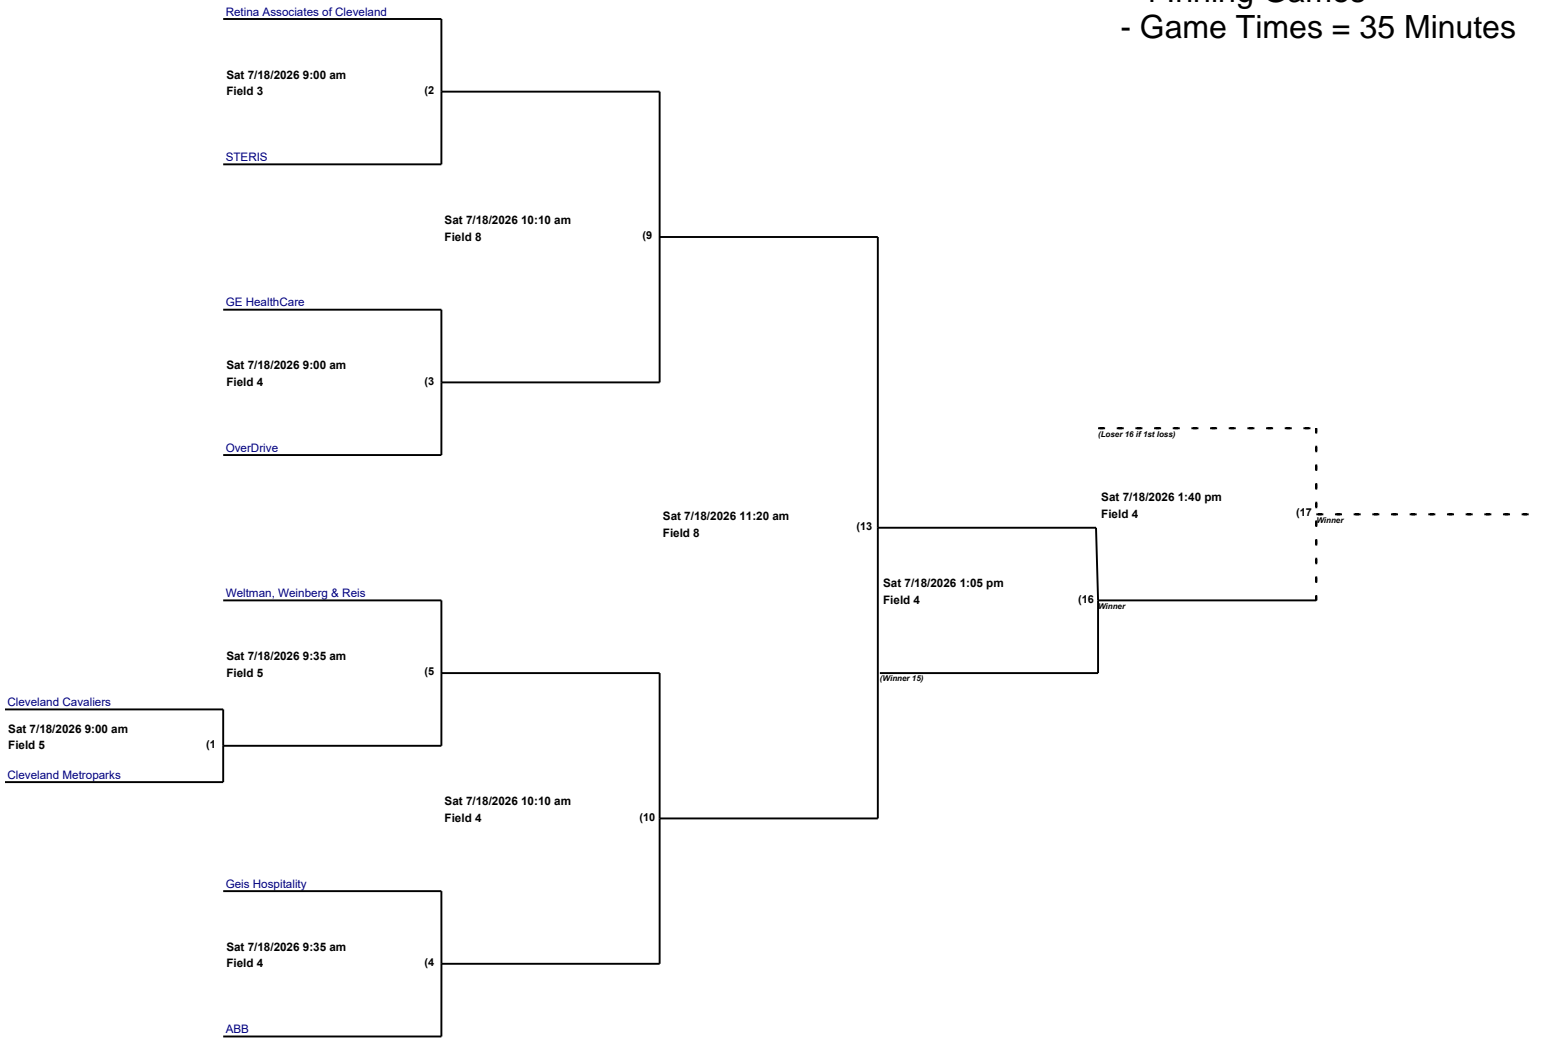 Retina Associates of Cleveland
Games
- Game Times = 35 Minutes
Sat 7/18/2026 9:00 am
Field 3
(2
STERIS
Sat 7/18/2026 10:10 am
Field 8
(9
GE HealthCare
Sat 7/18/2026 9:00 am
Field 4
(3
OverDrive
(Loser 16 if 1st loss)
Sat 7/18/2026 1:40 pm
Field 4
(17
Winner
Sat 7/18/2026 11:20 am
Field 8
(13
Sat 7/18/2026 1:05 pm
Field 4
(16
Winner
Weltman, Weinberg & Reis
Sat 7/18/2026 9:35 am
Field 5
(5
(Winner 15)
Cleveland Cavaliers
Sat 7/18/2026 9:00 am
Field 5
(1
Cleveland Metroparks
Sat 7/18/2026 10:10 am
Field 4
(10
Geis Hospitality
Sat 7/18/2026 9:35 am
Field 4
(4
ABB